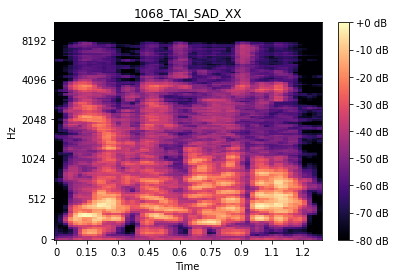 1068_TAI_SAD_XX
Hz
8192
4096
2048
1024
512
0
0 0.15 0.3 0.45 0.6 0.75 0.9 1.1 1.2
Time
+0 dB
-10 dB
-20 dB
-30 dB
-40 dB
-50 dB
-60 dB
-70 dB
-80 dB